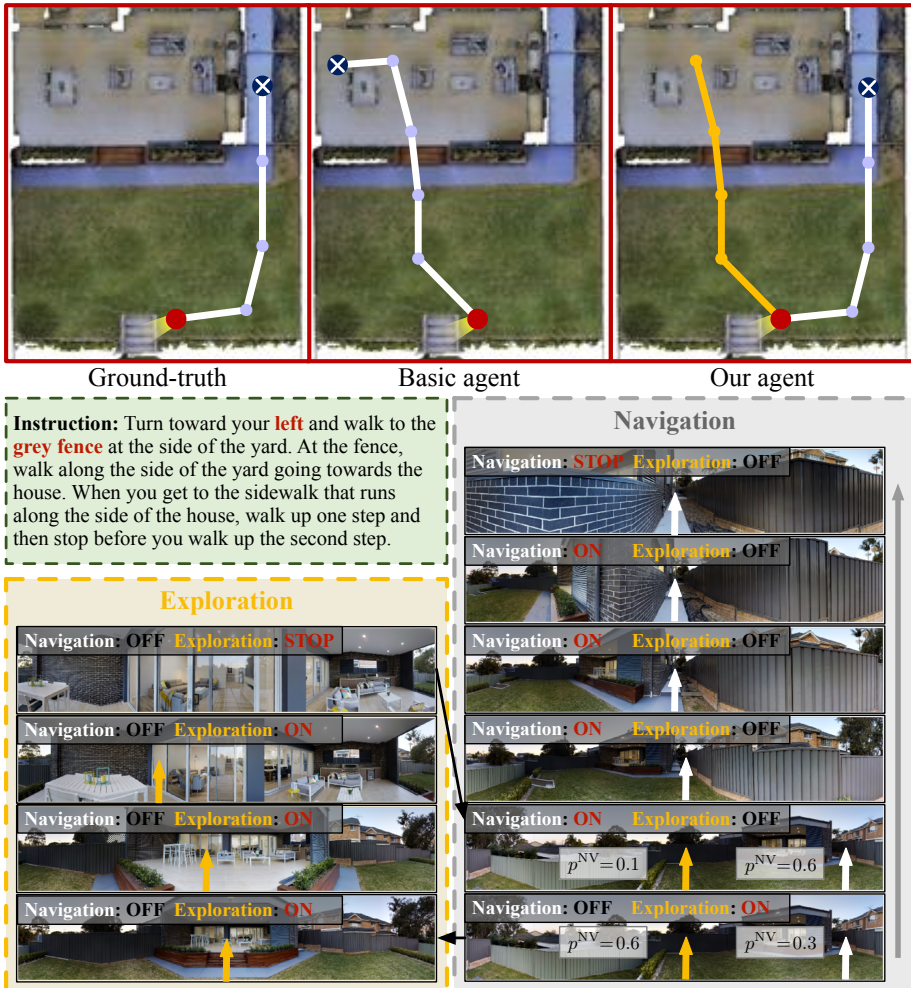 Ground-truth
Basic agent
Our agent
Instruction: Turn toward your left and walk to the
grey fence at the side of the yard. At the fence,
walk along the side of the yard going towards the
house. When you get to the sidewalk that runs
along the side of the house, walk up one step and
then stop before you walk up the second step.
Exploration
Navigation: OFF Exploration: STOP
Navigation: OFF Exploration: ON
Navigation: OFF Exploration: ON
Navigation: OFF Exploration: ON
Navigation
Navigation: STOP Exploration: OFF
Navigation: ON Exploration: OFF
Navigation: ON Exploration: OFF
Navigation: ON Exploration: OFF
Navigation: ON Exploration: OFF
p^NV=0.1 p^NV=0.6
Navigation: OFF Exploration: ON
p^NV=0.6 p^NV=0.3